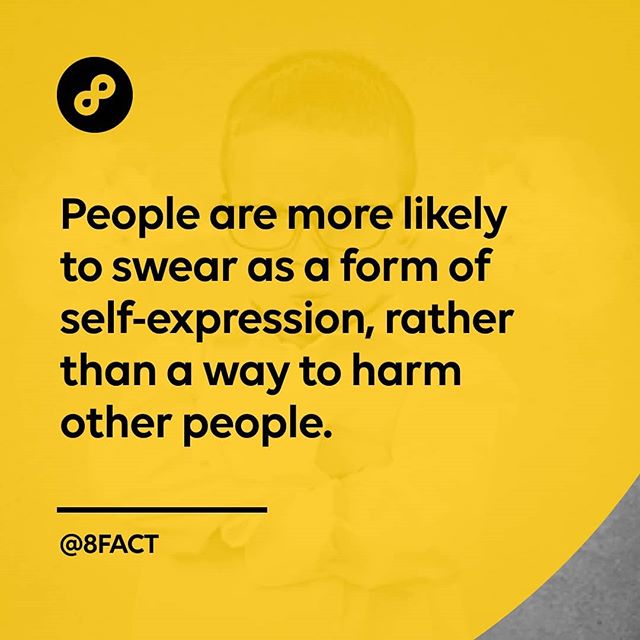 People are more likely
to swear as a form of
self-expression, rather
than a way to harm
other people.
@8FACT